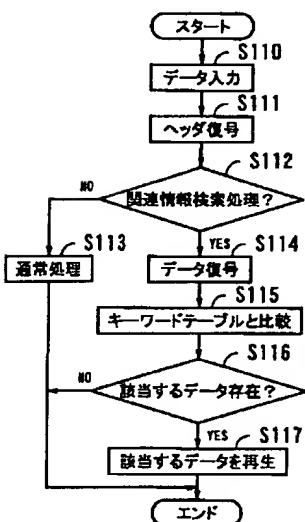 スタート
S110
データ入力
S111
ヘッダ復号
S112
関連情報検索処理?
NO
YES
S113
通常処理
S114
データ復号
S115
キーワードテーブルと比較
S116
該当するデータ存在?
NO
YES
S117
該当するデータを再生
エンド